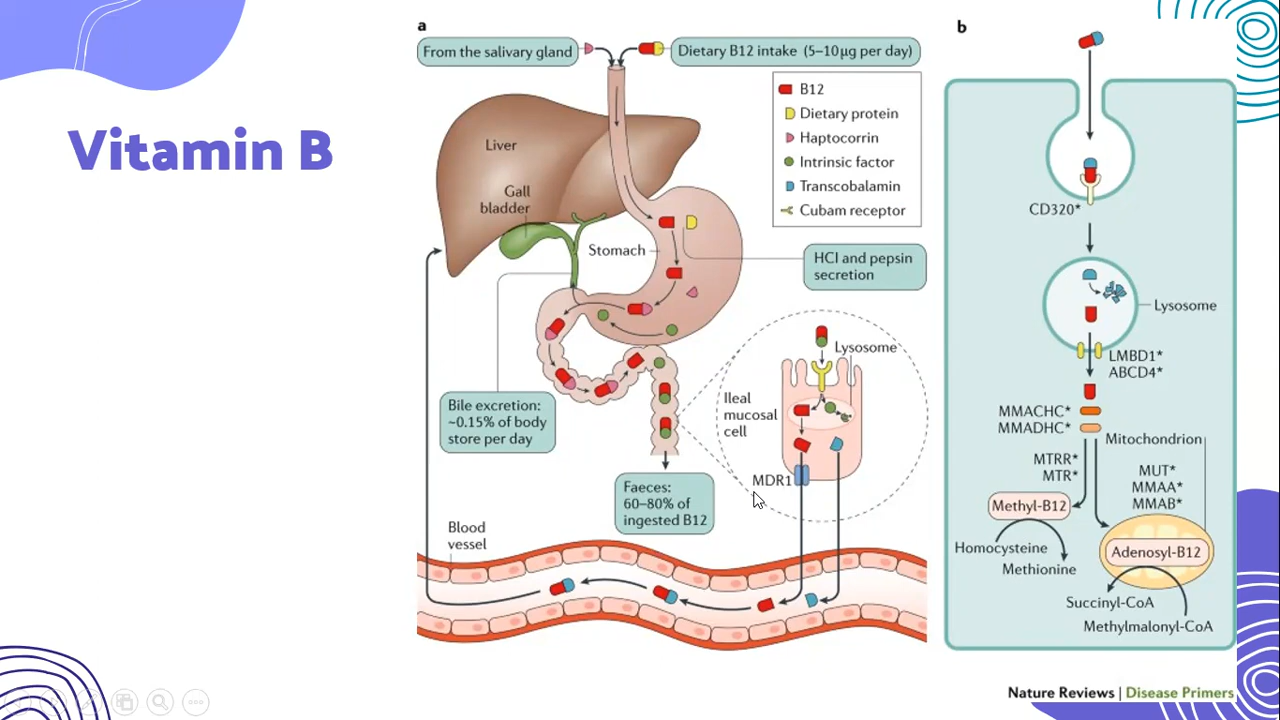 Vitamin B
a
From the salivary gland
Dietary B12 intake (5–10µg per day)
B12
Dietary protein
Haptocorrin
Intrinsic factor
Transcobalamin
Cubam receptor
Liver
Gall
bladder
Stomach
HCl and pepsin
secretion
Lysosome
Ileal
mucosal
cell
MDR1
Bile excretion:
~0.15% of body
store per day
Faeces:
60–80% of
ingested B12
Blood
vessel
b
CD320*
Lysosome
LMBD1*
ABCD4*
MMACHC*
MMADHC*
Mitochondrion
MTRR*
MTR*
MUT*
MMAA*
MMAB*
Methyl-B12
Homocysteine
Methionine
Adenosyl-B12
Succinyl-CoA
Methylmalonyl-CoA
Nature Reviews | Disease Primers